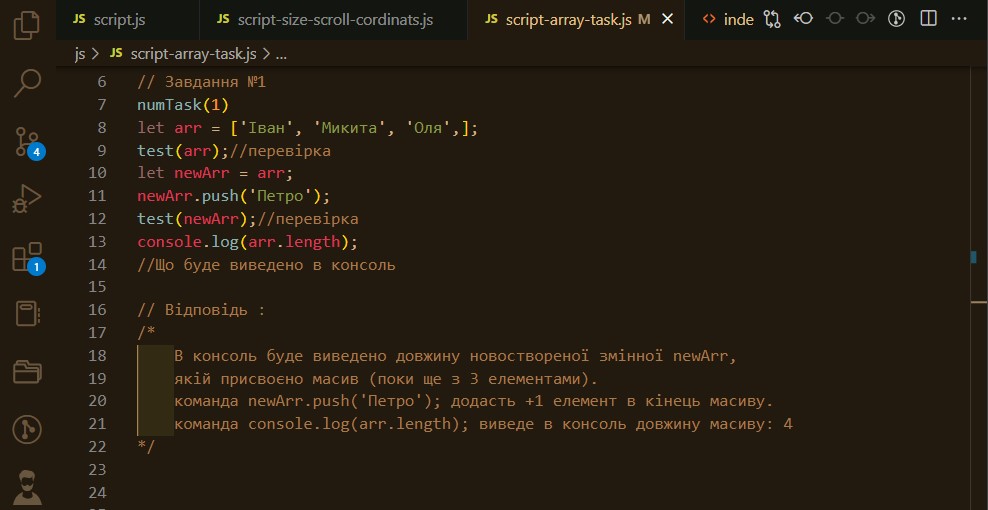 JS script.js
JS script-size-scroll-cordinats.js
JS script-array-task.js M
inde
js > JS script-array-task.js > ...
6 // Завдання №1
7 numTask(1)
8 let arr = ['Іван', 'Микита', 'Оля',];
9 test(arr);//перевірка
10 let newArr = arr;
11 newArr.push('Петро');
12 test(newArr);//перевірка
13 console.log(arr.length);
14 //Що буде виведено в консоль
15
16 // Відповідь :
17 /*
18 В консоль буде виведено довжину новоствореної змінної newArr,
19 якій присвоєно масив (поки ще з 3 елементами).
20 команда newArr.push('Петро'); додасть +1 елемент в кінець масиву.
21 команда console.log(arr.length); виведе в консоль довжину масиву: 4
22 */
23
24
4
1